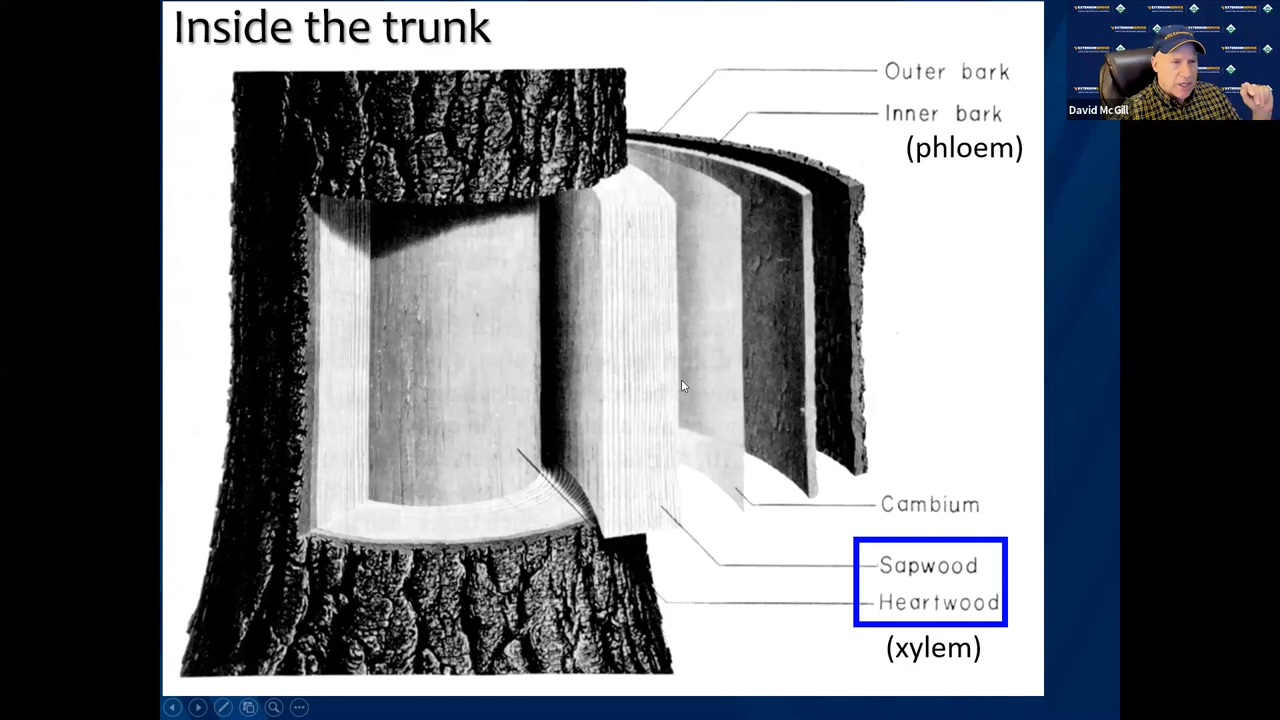 Inside the trunk
Outer bark
Inner bark
(phloem)
Cambium
Sapwood
Heartwood
(xylem)
David McGill